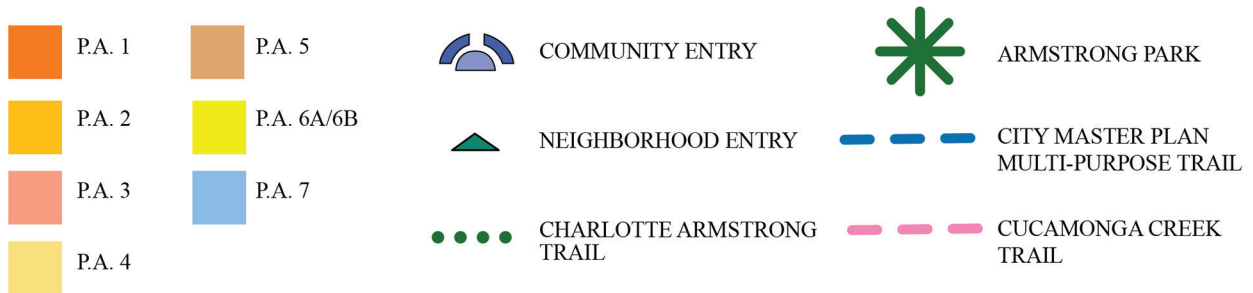 P.A. 1
P.A. 2
P.A. 3
P.A. 4
P.A. 5
P.A. 6A/6B
P.A. 7
COMMUNITY ENTRY
NEIGHBORHOOD ENTRY
CHARLOTTE ARMSTRONG
TRAIL
ARMSTRONG PARK
CITY MASTER PLAN
MULTI-PURPOSE TRAIL
CUCAMONGA CREEK
TRAIL